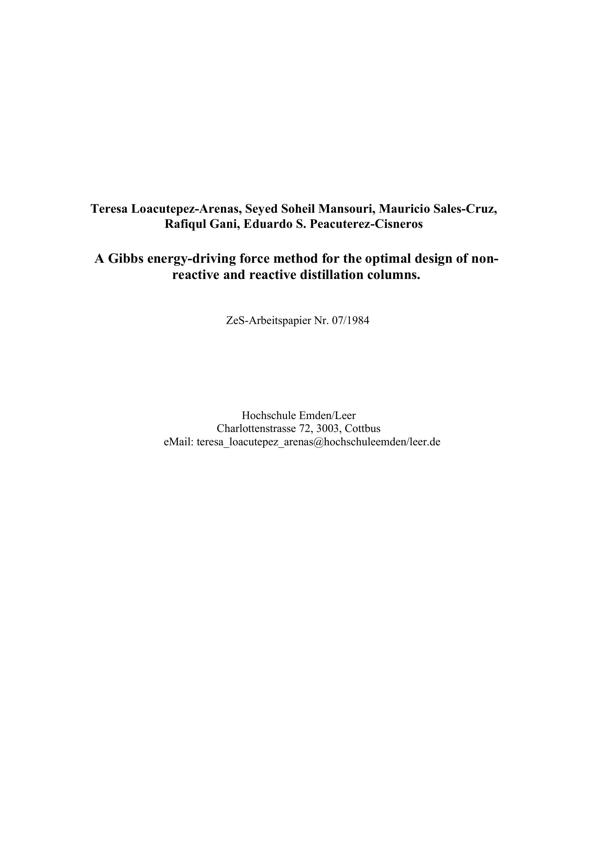 Teresa Loacutepez-Arenas, Seyed Soheil Mansouri, Mauricio Sales-Cruz,
Rafiqul Gani, Eduardo S. Peacuterez-Cisneros
A Gibbs energy-driving force method for the optimal design of non-
reactive and reactive distillation columns.
ZeS-Arbeitspapier Nr. 07/1984
Hochschule Emden/Leer
Charlottenstrasse 72, 3003, Cottbus
eMail: teresa_loacutepez_arenas@hochschuleemden/leer.de